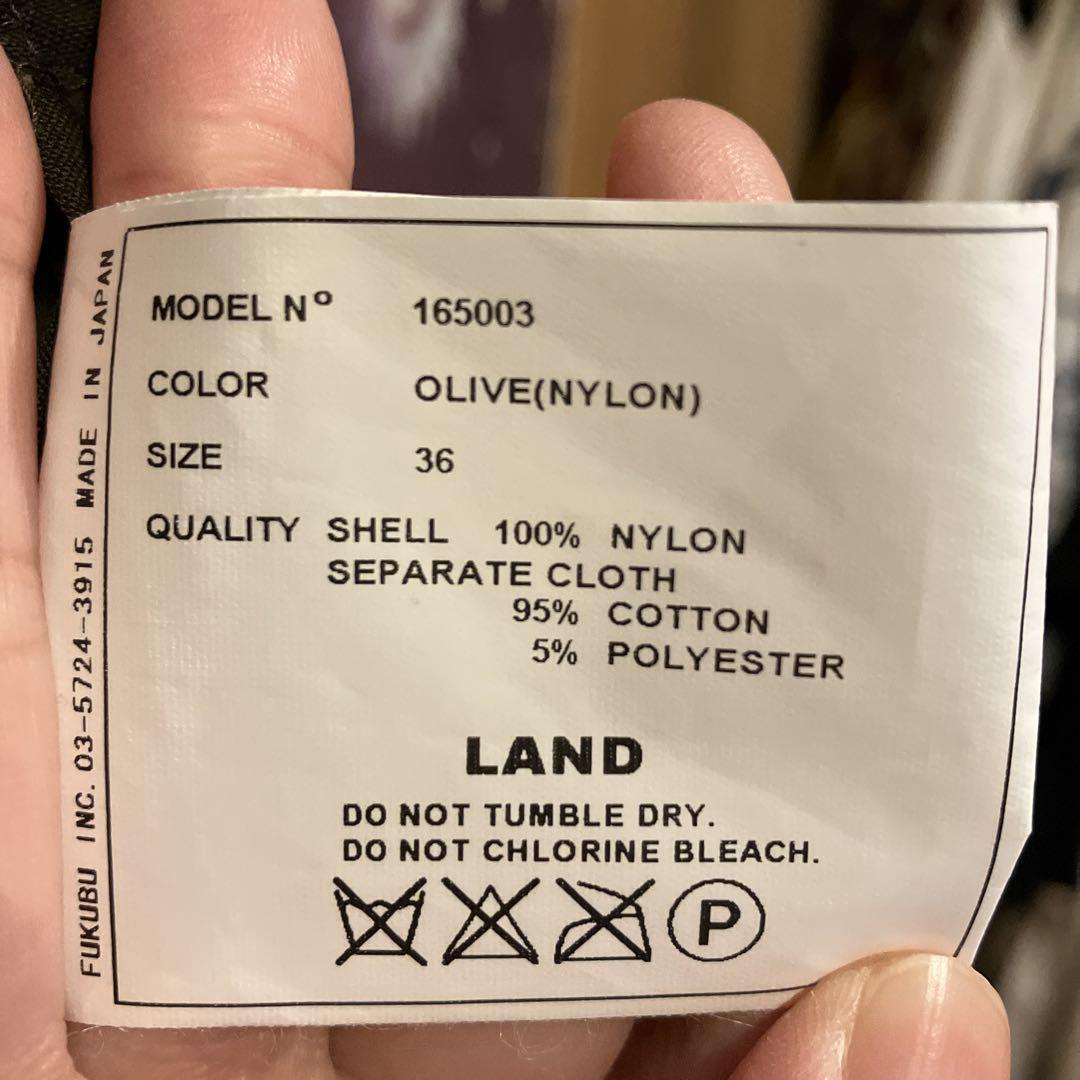 MODEL Nº 165003
COLOR OLIVE(NYLON)
SIZE 36
QUALITY SHELL 100% NYLON
SEPARATE CLOTH
95% COTTON
5% POLYESTER
LAND
DO NOT TUMBLE DRY.
DO NOT CHLORINE BLEACH.
P
FUKUBU INC. 03-5724-3915 MADE IN JAPAN